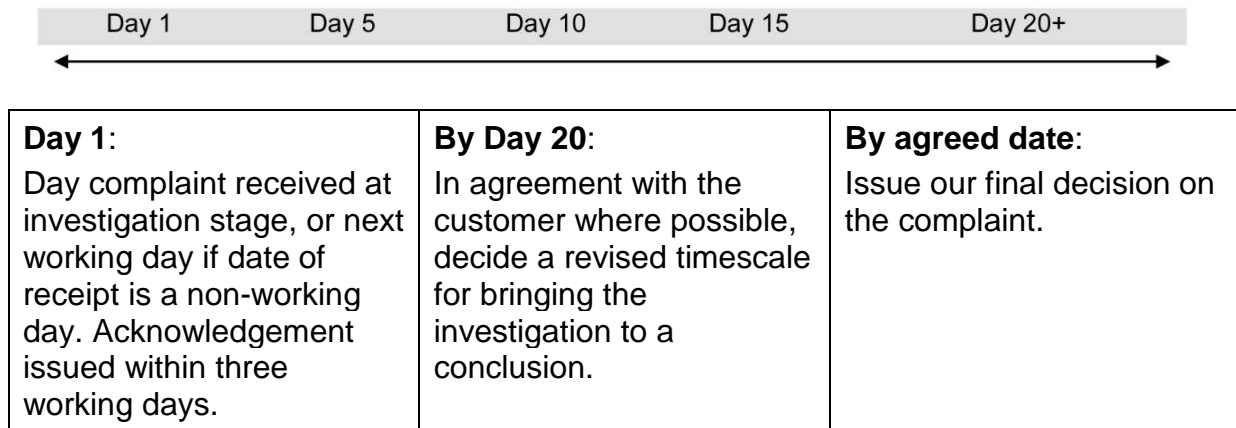 Day 1 Day 5 Day 10 Day 15 Day 20+
Day 1:
Day complaint received at
investigation stage, or next
working day if date of
receipt is a non-working
day. Acknowledgement
issued within three
working days.
By Day 20:
In agreement with the
customer where possible,
decide a revised timescale
for bringing the
investigation to a
conclusion.
By agreed date:
Issue our final decision on
the complaint.